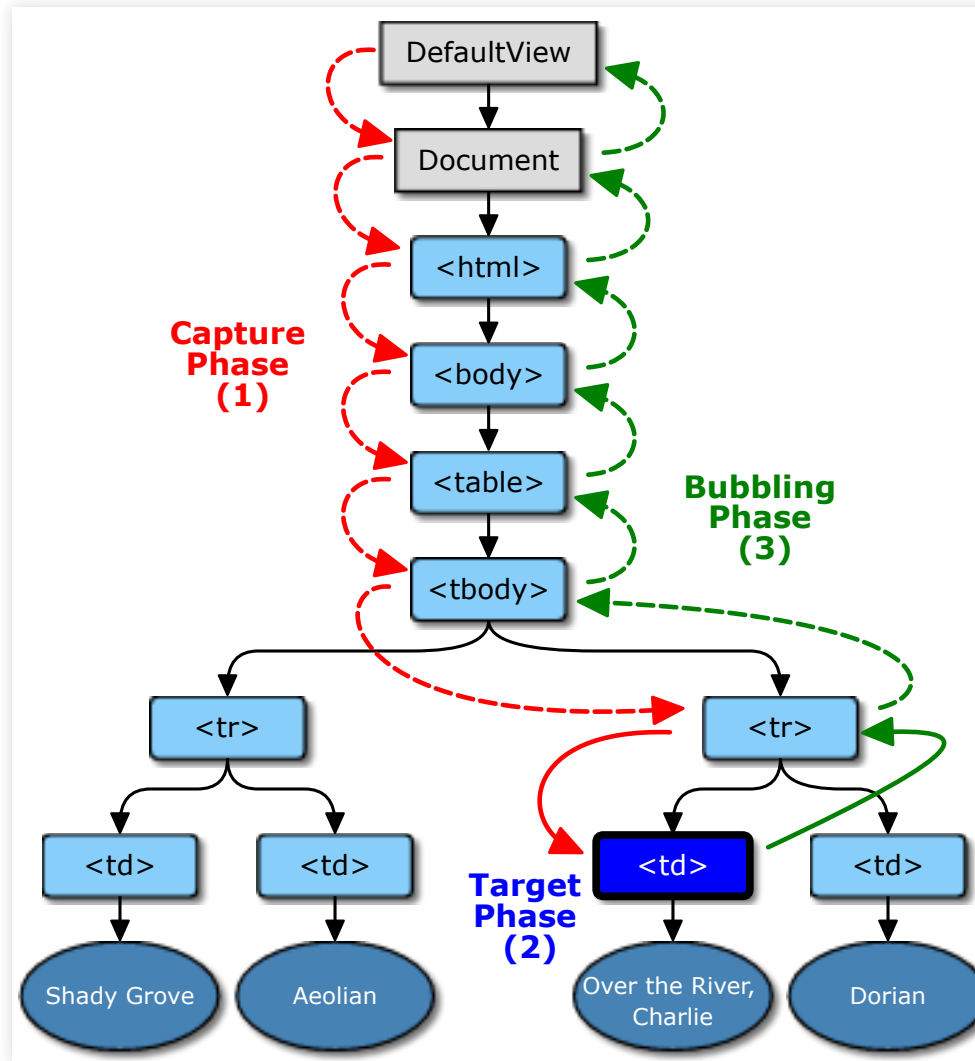 DefaultView
Document
<html>
Capture
Phase
(1)
<body>
<table>
Bubbling
Phase
(3)
<tbody>
<tr>
<tr>
<td>
<td>
<td>
<td>
Target
Phase
(2)
Shady Grove
Aeolian
Over the River,
Charlie
Dorian